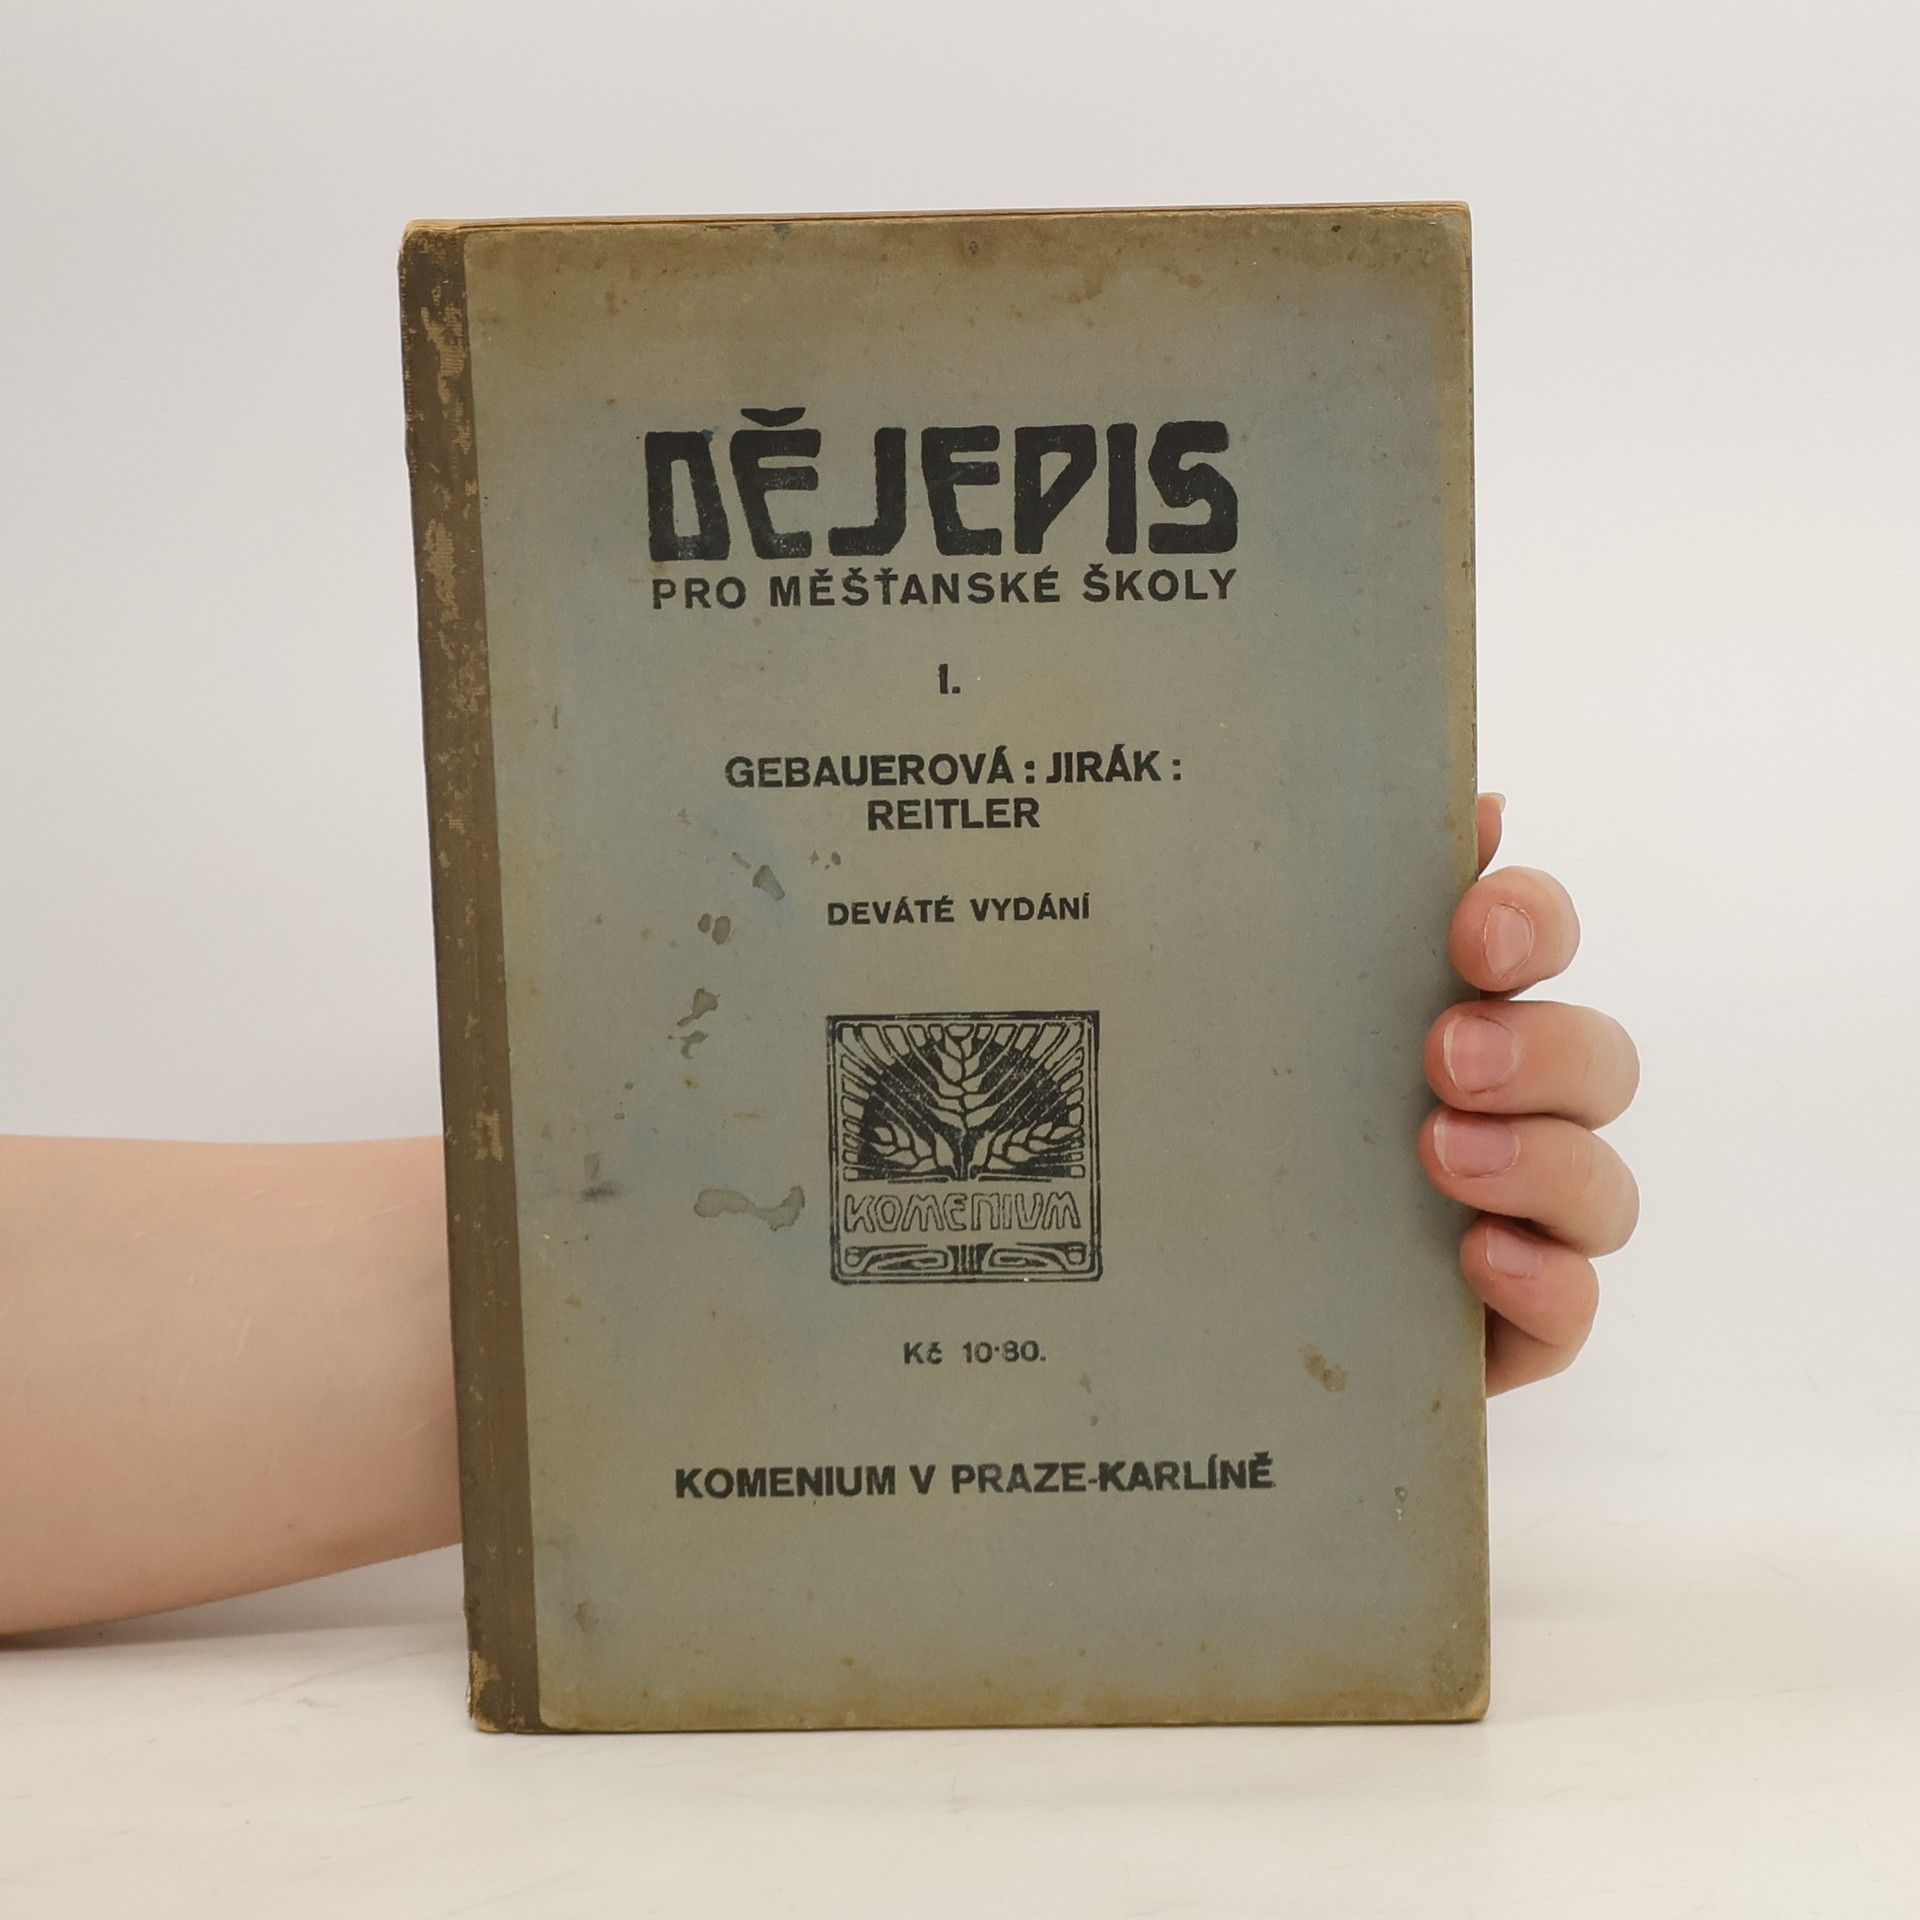 DĚJEPIS
PRO MĚŠŤANSKÉ ŠKOLY
I.
GEBAUEROVÁ : JIRÁK :
REITLER
DEVÁTÉ VYDÁNÍ
KOMENIUM
Kč 10·80.
KOMENIUM V PRAZE-KARLÍNĚ